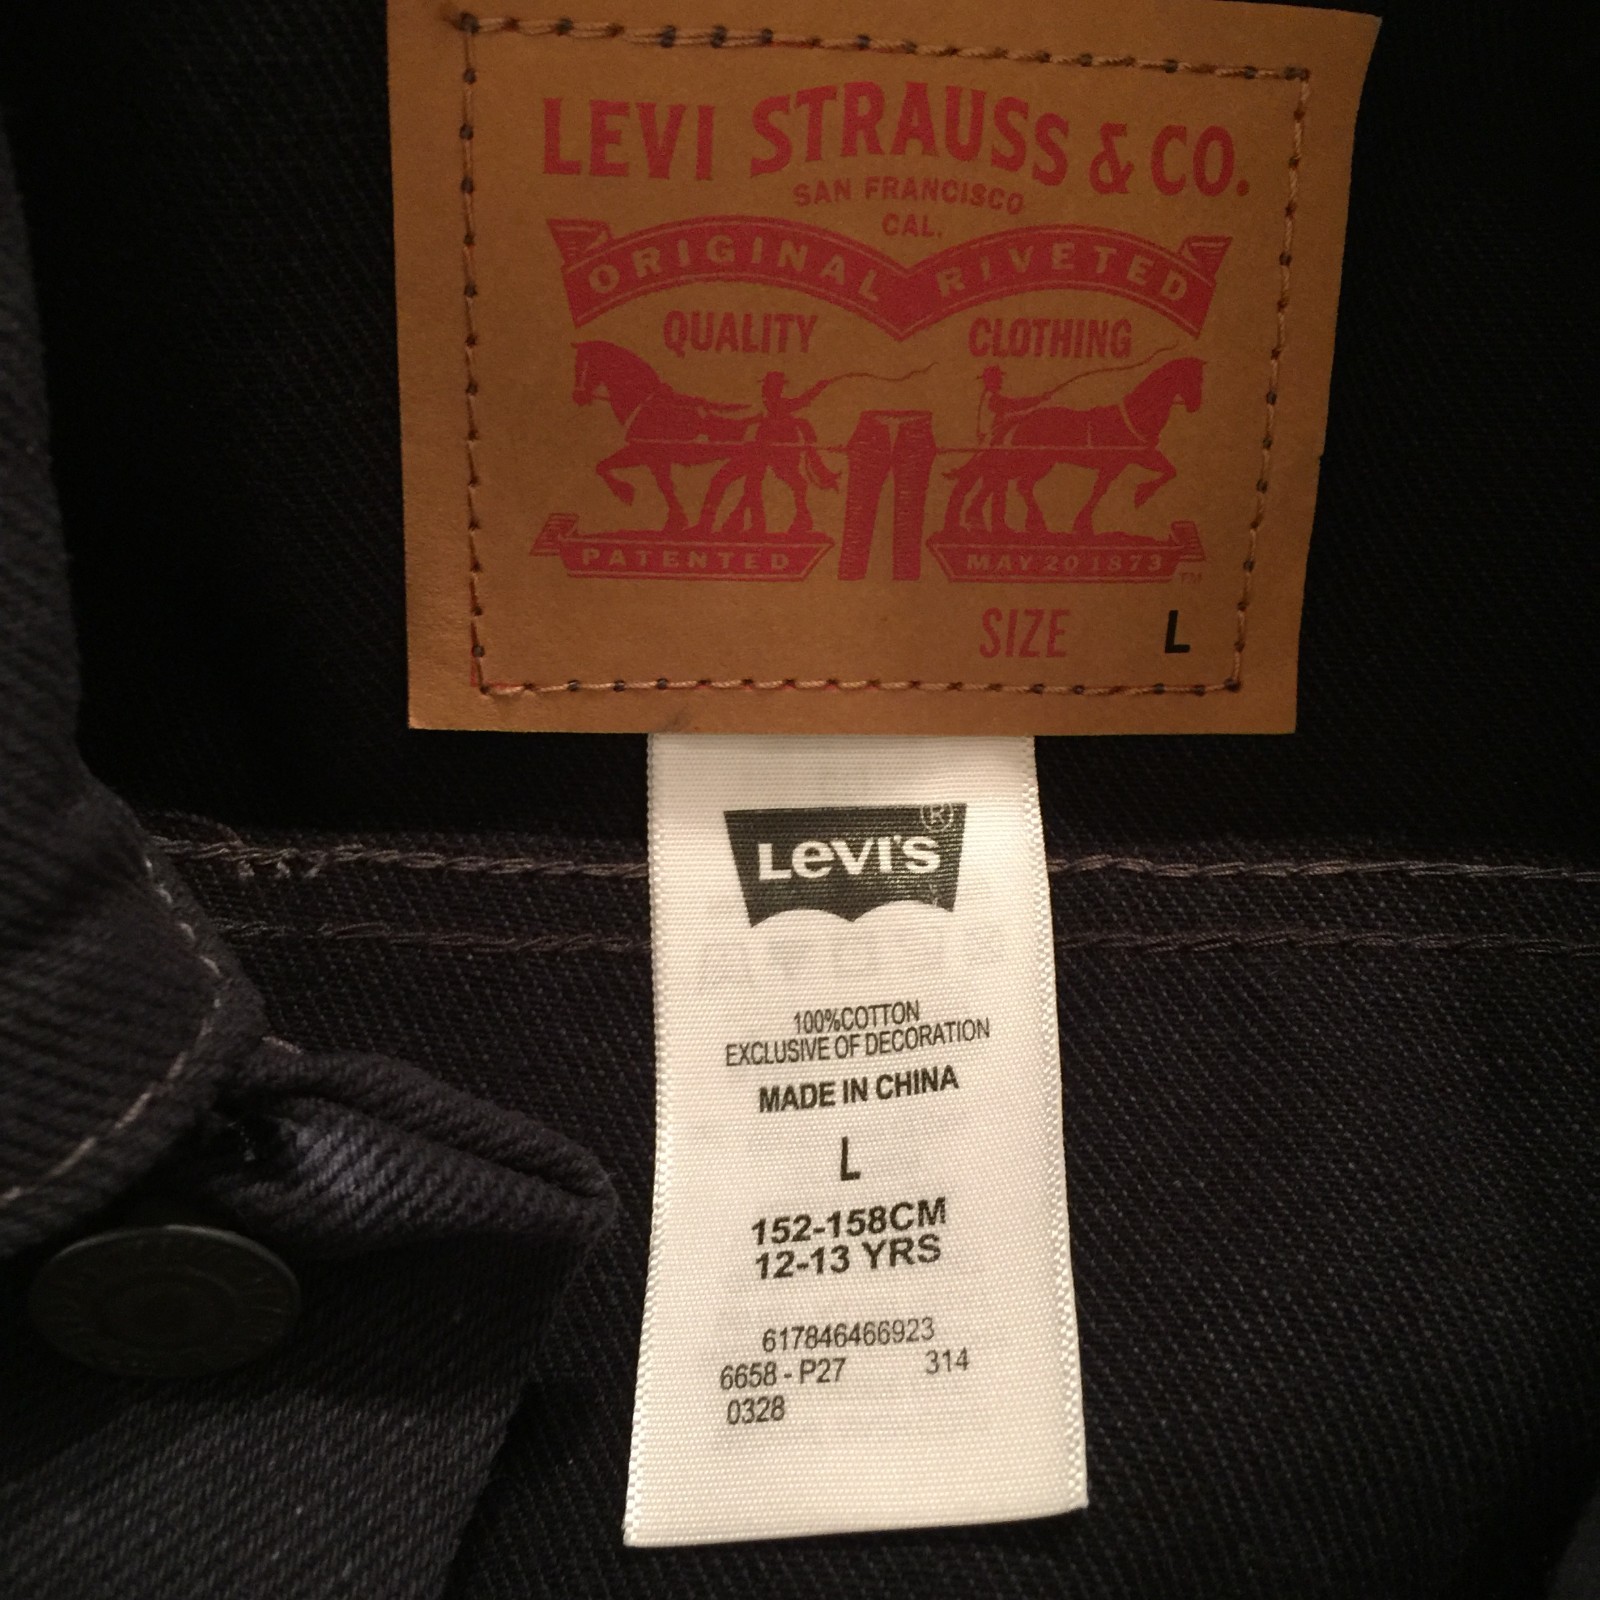 LEVI STRAUSS & CO.
SAN FRANCISCO
CAL.
ORIGINAL RIVETED
QUALITY CLOTHING
PATENTED MAY 20 1873 TM
SIZE L
Levi's®
100%COTTON
EXCLUSIVE OF DECORATION
MADE IN CHINA
L
152-158CM
12-13 YRS
617846466923
6658 - P27 314
0328